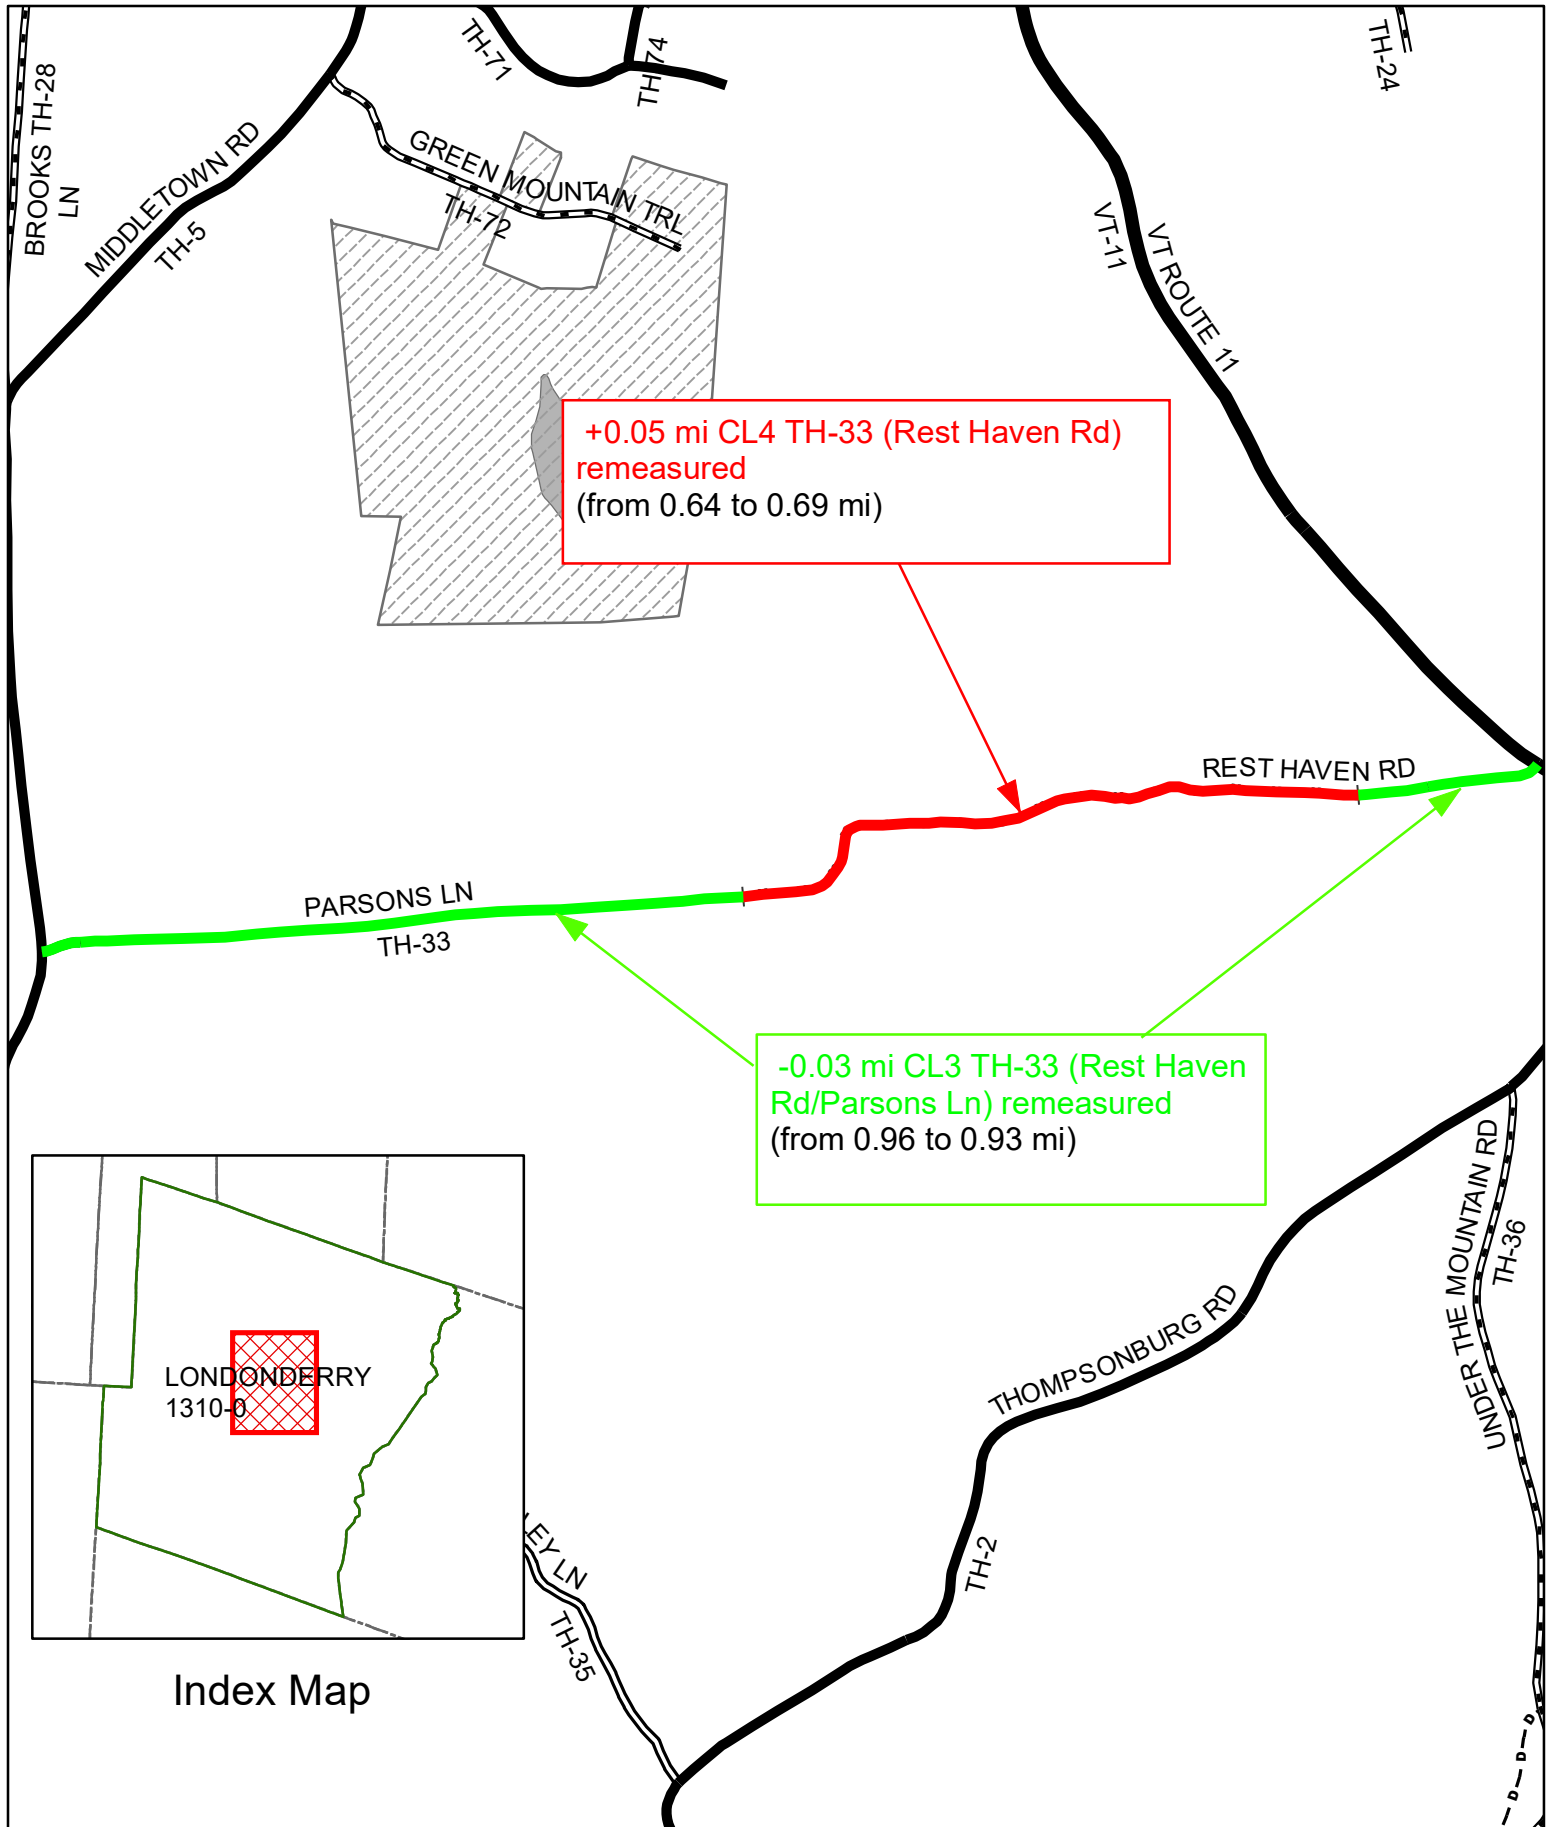 TH-71
TH-74
TH-24
BROOKS TH-28
LN
MIDDLETOWN RD
TH-5
GREEN MOUNTAIN TRL
TH-72
VT-11
VT ROUTE 11
+0.05 mi CL4 TH-33 (Rest Haven Rd)
remeasured
(from 0.64 to 0.69 mi)
REST HAVEN RD
PARSONS LN
TH-33
-0.03 mi CL3 TH-33 (Rest Haven
Rd/Parsons Ln) remeasured
(from 0.96 to 0.93 mi)
UNDER THE MOUNTAIN RD
TH-36
THOMPSONBURG RD
TH-2
LONDONDERRY
1310-0
LEY LN
TH-35
Index Map
D
D
D